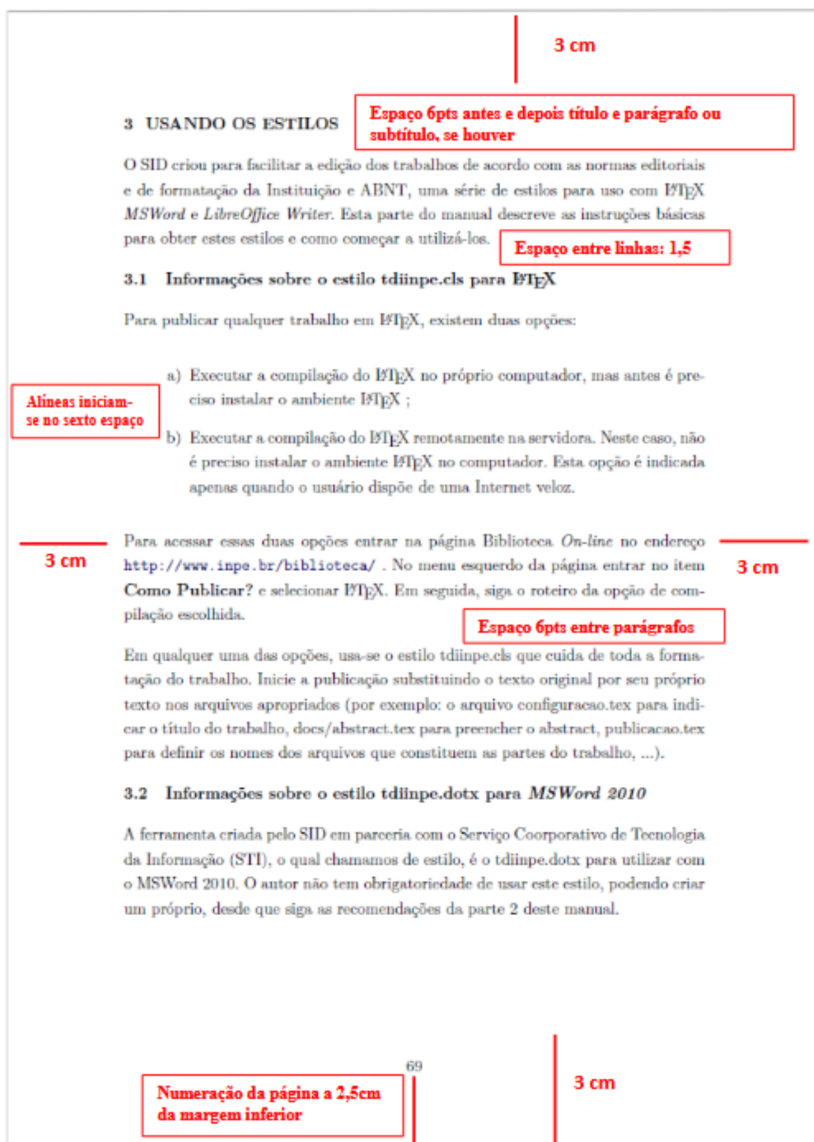 3 cm
3 USANDO OS ESTILOS
Espaço 6pts antes e depois título e parágrafo ou
subtítulo, se houver
O SID criou para facilitar a edição dos trabalhos de acordo com as normas editoriais
e de formatação da Instituição e ABNT, uma série de estilos para uso com LATEX
MSWord e LibreOffice Writer. Esta parte do manual descreve as instruções básicas
para obter estes estilos e como começar a utilizá-los.
Espaço entre linhas: 1,5
3.1 Informações sobre o estilo tdiinpe.cls para LATEX
Para publicar qualquer trabalho em LATEX, existem duas opções:
a) Executar a compilação do LATEX no próprio computador, mas antes é pre-
ciso instalar o ambiente LATEX ;
Alíneas iniciam-
se no sexto espaço
b) Executar a compilação do LATEX remotamente na servidora. Neste caso, não
é preciso instalar o ambiente LATEX no computador. Esta opção é indicada
apenas quando o usuário dispõe de uma Internet veloz.
3 cm
Para acessar essas duas opções entrar na página Biblioteca On-line no endereço
http://www.inpe.br/biblioteca/ . No menu esquerdo da página entrar no item
3 cm
Como Publicar? e selecionar LATEX. Em seguida, siga o roteiro da opção de com-
pilação escolhida.
Espaço 6pts entre parágrafos
Em qualquer uma das opções, usa-se o estilo tdiinpe.cls que cuida de toda a forma-
tação do trabalho. Inicie a publicação substituindo o texto original por seu próprio
texto nos arquivos apropriados (por exemplo: o arquivo configuracao.tex para indi-
car o título do trabalho, docs/abstract.tex para preencher o abstract, publicacao.tex
para definir os nomes dos arquivos que constituem as partes do trabalho, ...).
3.2 Informações sobre o estilo tdiinpe.dotx para MSWord 2010
A ferramenta criada pelo SID em parceria com o Serviço Coorporativo de Tecnologia
da Informação (STI), o qual chamamos de estilo, é o tdiinpe.dotx para utilizar com
o MSWord 2010. O autor não tem obrigatoriedade de usar este estilo, podendo criar
um próprio, desde que siga as recomendações da parte 2 deste manual.
69
Numeração da página a 2,5cm
da margem inferior
3 cm